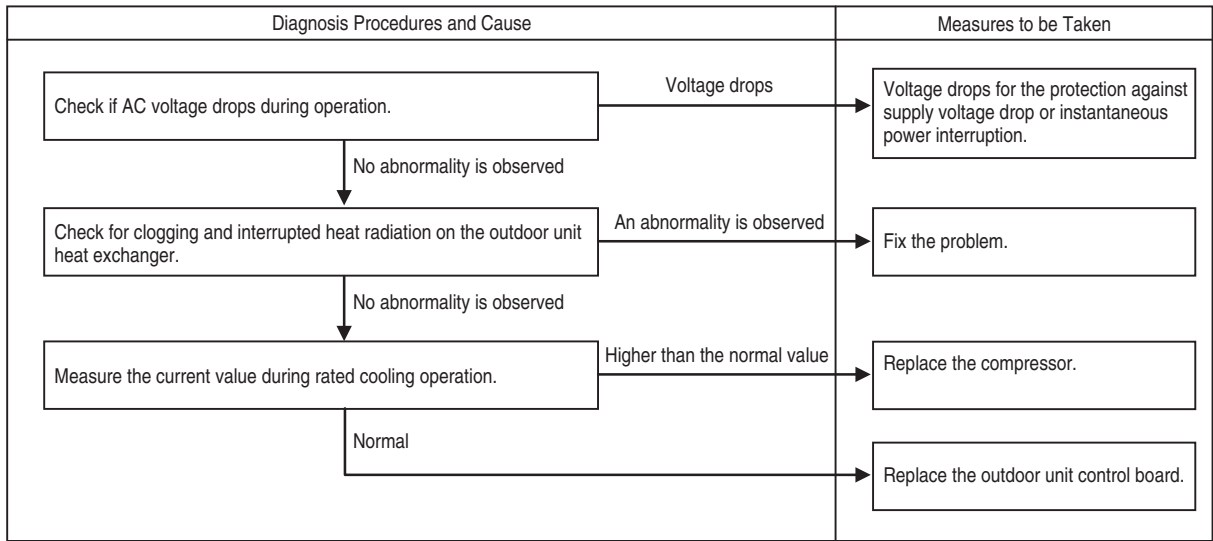 Diagnosis Procedures and Cause
Measures to be Taken
Check if AC voltage drops during operation.
Voltage drops
Voltage drops for the protection against
supply voltage drop or instantaneous
power interruption.
No abnormality is observed
Check for clogging and interrupted heat radiation on the outdoor unit
heat exchanger.
An abnormality is observed
Fix the problem.
No abnormality is observed
Measure the current value during rated cooling operation.
Higher than the normal value
Replace the compressor.
Normal
Replace the outdoor unit control board.